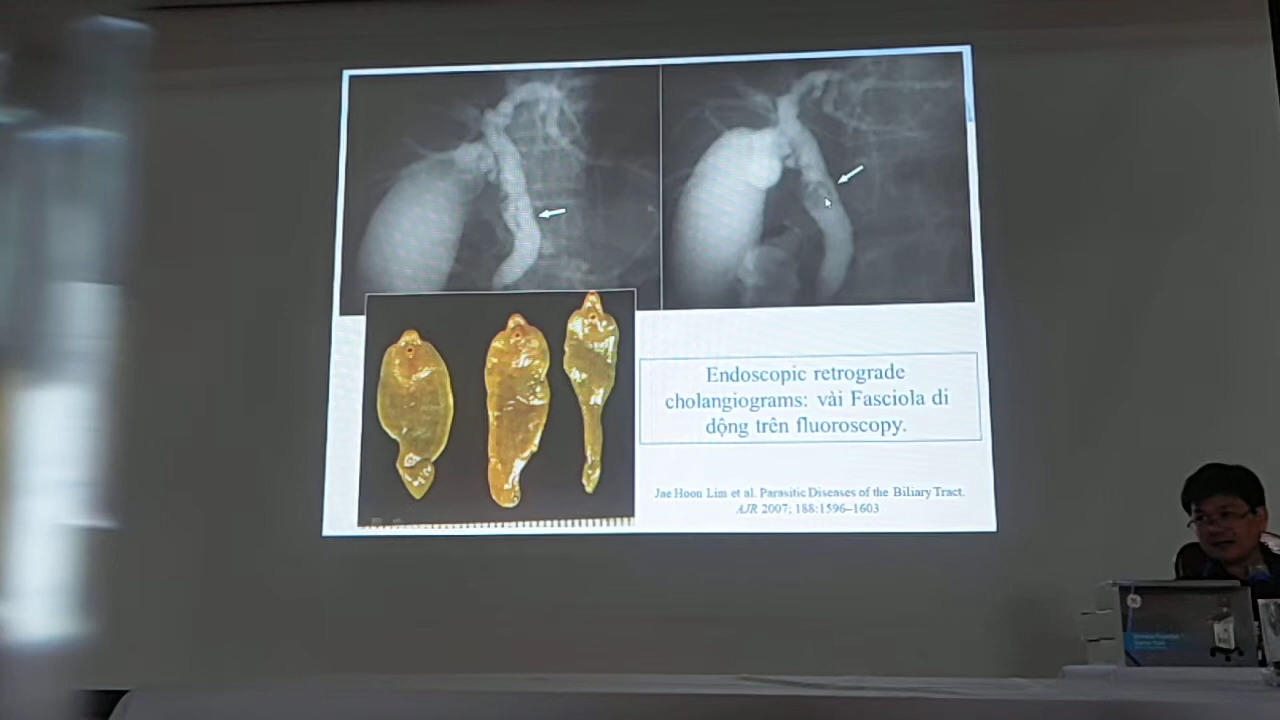 Endoscopic retrograde
cholangiograms: vài Fasciola di
dộng trên fluoroscopy.
Jae Hoon Lim et al. Parasitic Diseases of the Biliary Tract.
AJR 2007; 188:1596–1603